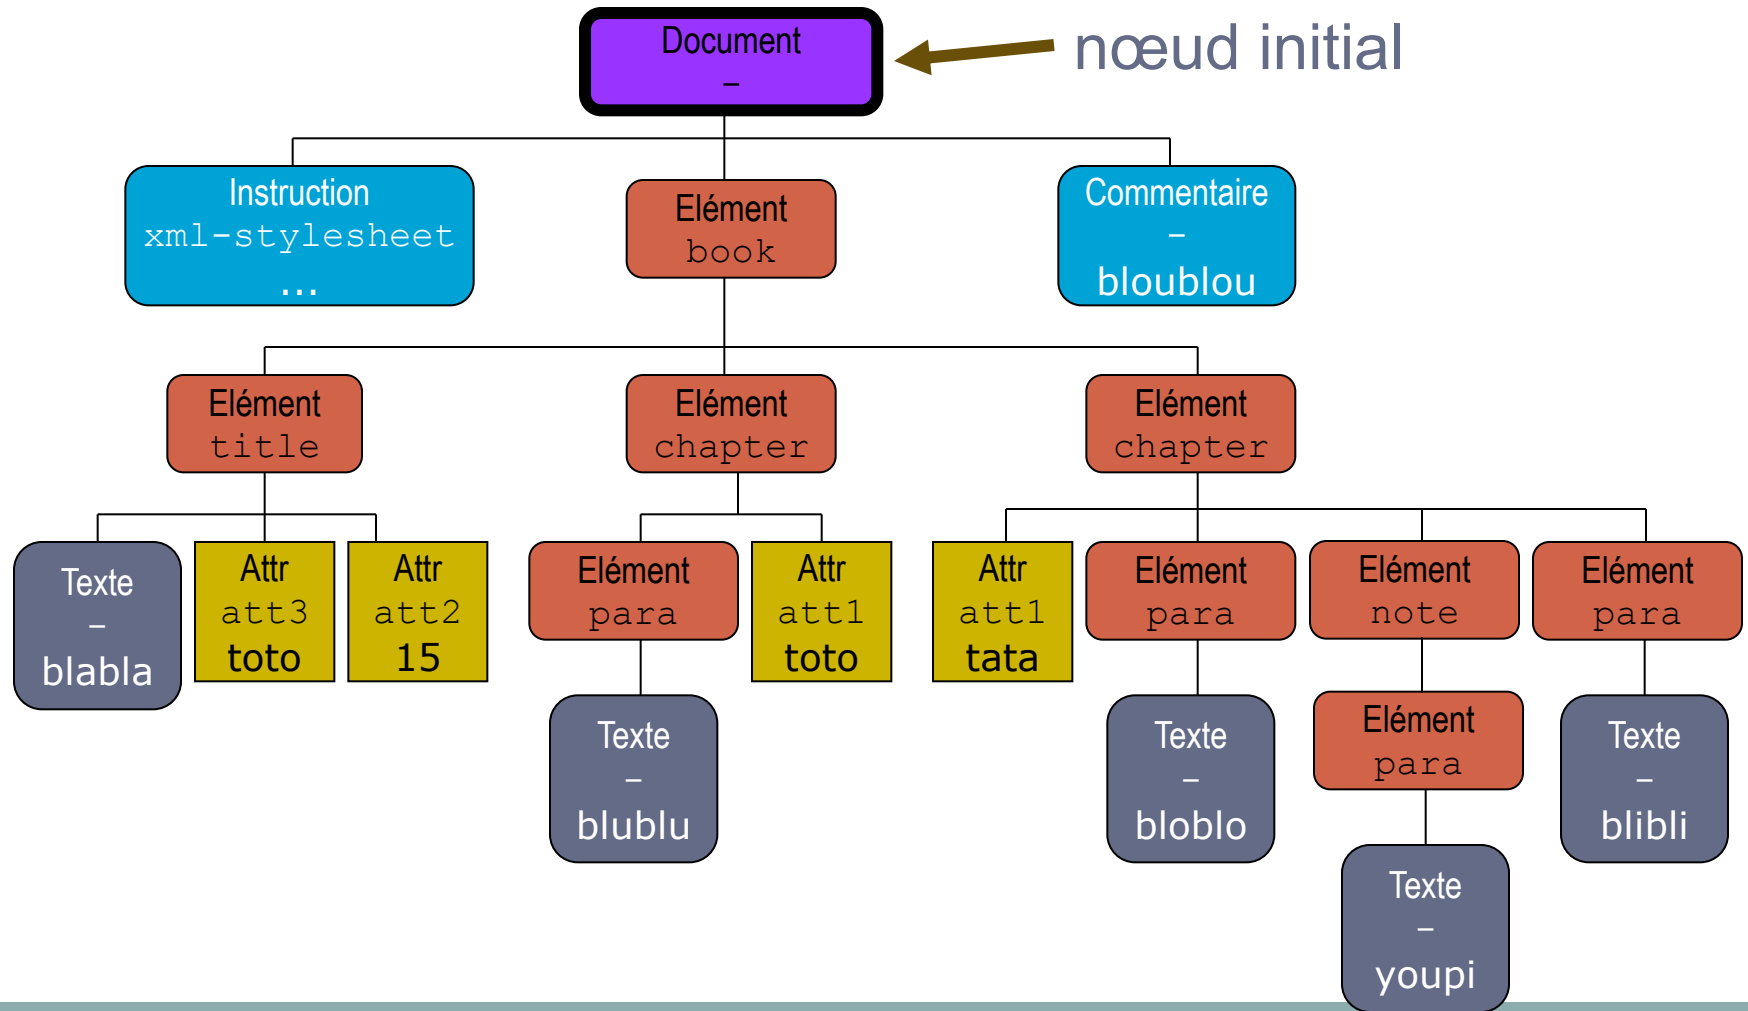 Document
–
nœud initial
Instruction
xml-stylesheet
...
Elément
book
Commentaire
–
bloublou
Elément
title
Elément
chapter
Elément
chapter
Texte
–
blabla
Attr
att3
toto
Attr
att2
15
Elément
para
Attr
att1
toto
Attr
att1
tata
Elément
para
Elément
note
Elément
para
Texte
–
blublu
Texte
–
bloblo
Elément
para
Texte
–
blibli
Texte
–
youpi